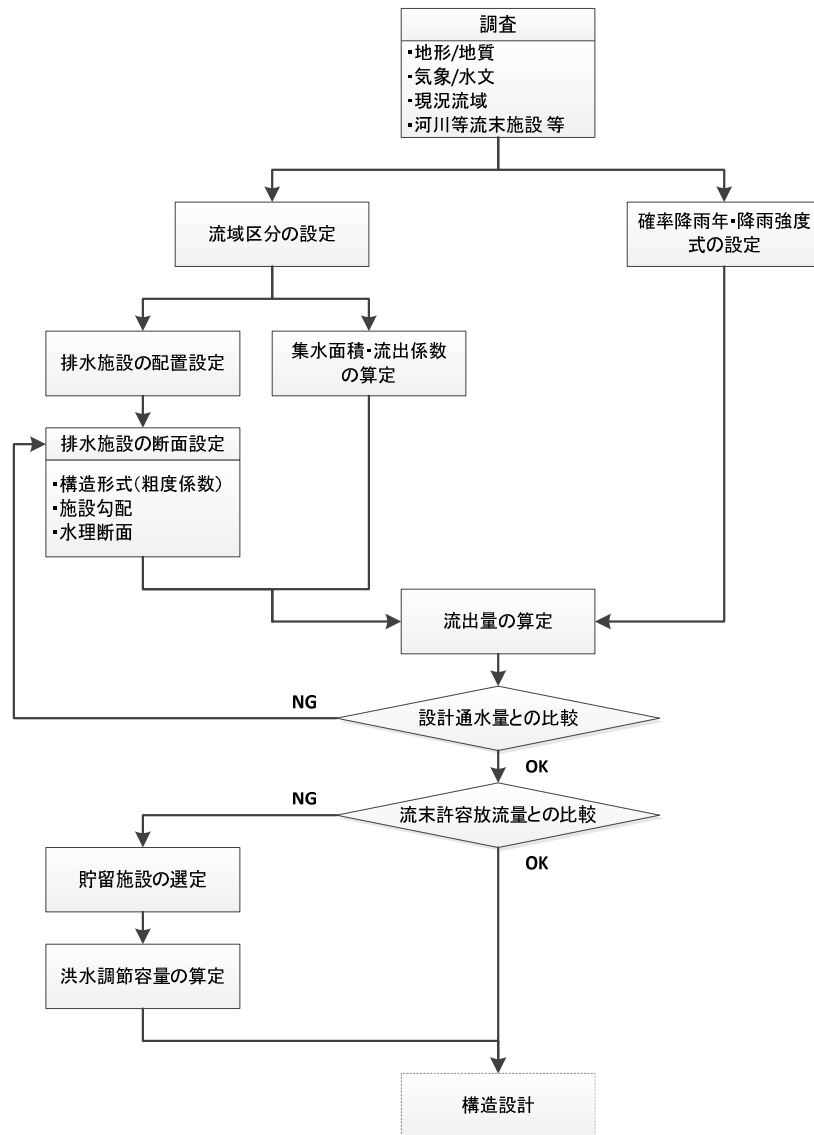 調査
・地形/地質
・気象/水文
・現況流域
・河川等流末施設 等
流域区分の設定
確率降雨年・降雨強度
式の設定
排水施設の配置設定
集水面積・流出係数
の算定
排水施設の断面設定
・構造形式(粗度係数)
・施設勾配
・水理断面
流出量の算定
NG
設計通水量との比較
OK
NG
流末許容放流量との比較
OK
貯留施設の選定
洪水調節容量の算定
構造設計